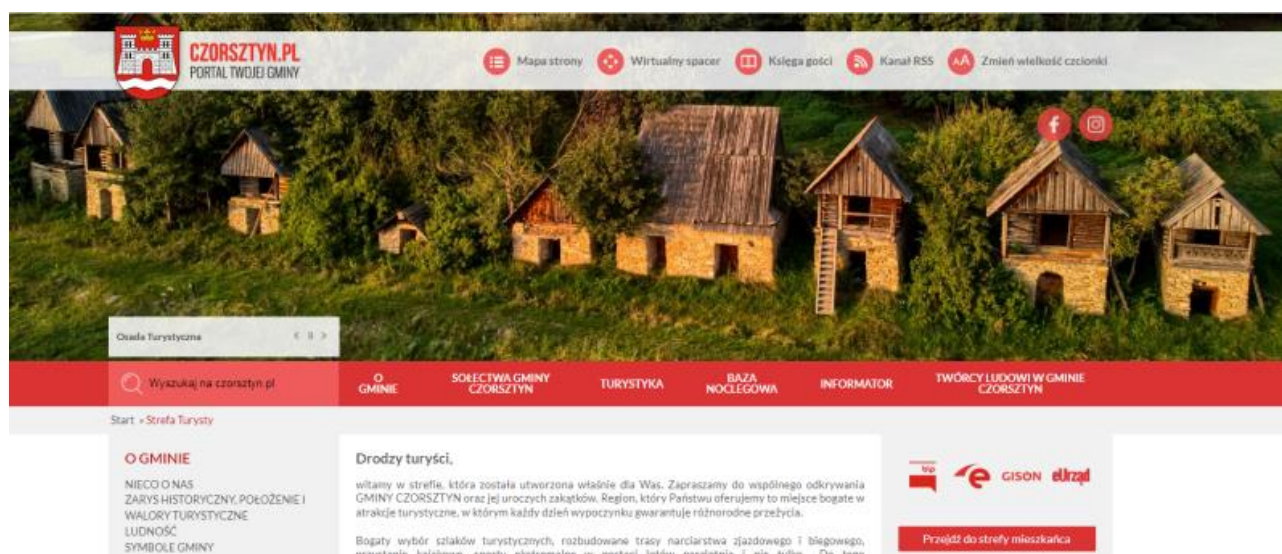 CZORSZTYN.PL
PORTAL TWOJEJ GMINY
Mapa strony
Wirtualny spacer
Księga gości
Kanał RSS
AA Zmień wielkość czcionki
Osada Turystyczna
Wyszukaj na czorsztyn.pl
O
GMINIE
SOŁECTWA GMINY
CZORSZTYN
TURYSTYKA
BAZA
NOCLEGOWA
INFORMATOR
TWÓRCY LUDOWI W GMINIE
CZORSZTYN
Start » Strefa Turysty
O GMINIE
NIECO O NAS
ZARYS HISTORYCZNY, POŁOŻENIE I
WALORY TURYSTYCZNE
LUDNOŚĆ
SYMBOLE GMINY
Drodzy turyści,
witamy w strefie, która została utworzona właśnie dla Was. Zapraszamy do wspólnego odkrywania
GMINY CZORSZTYN oraz jej uroczych zakątków. Region, który Państwu oferujemy to miejsce bogate w
atrakcje turystyczne, w którym każdy dzień wypoczynku gwarantuję różnorodne przeżycia.
Bogaty wybór szlaków turystycznych, rozbudowane trasy narciarstwa zjazdowego i biegowego,
bip
GISON
eUrząd
Przejdź do strefy mieszkańca